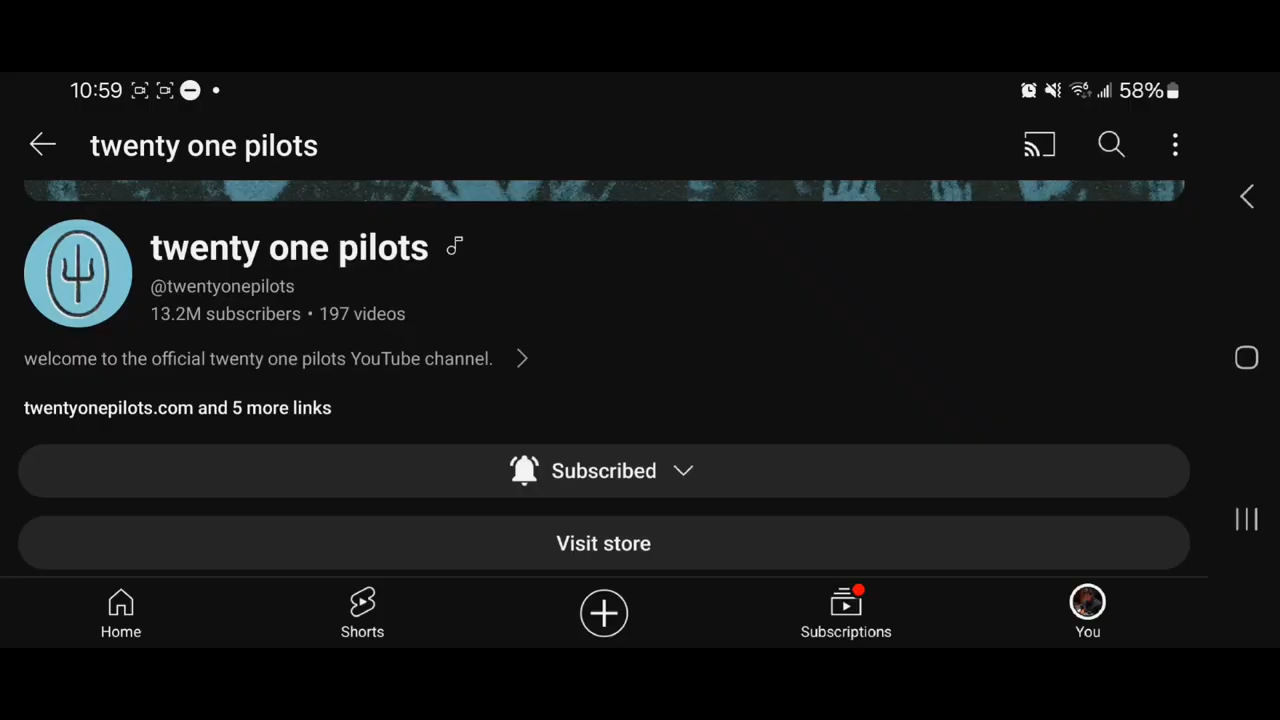 10:59 58%
twenty one pilots
twenty one pilots
@twentyonepilots
13.2M subscribers • 197 videos
welcome to the official twenty one pilots YouTube channel.
twentyonepilots.com and 5 more links
Subscribed
Visit store
Home Shorts Subscriptions You